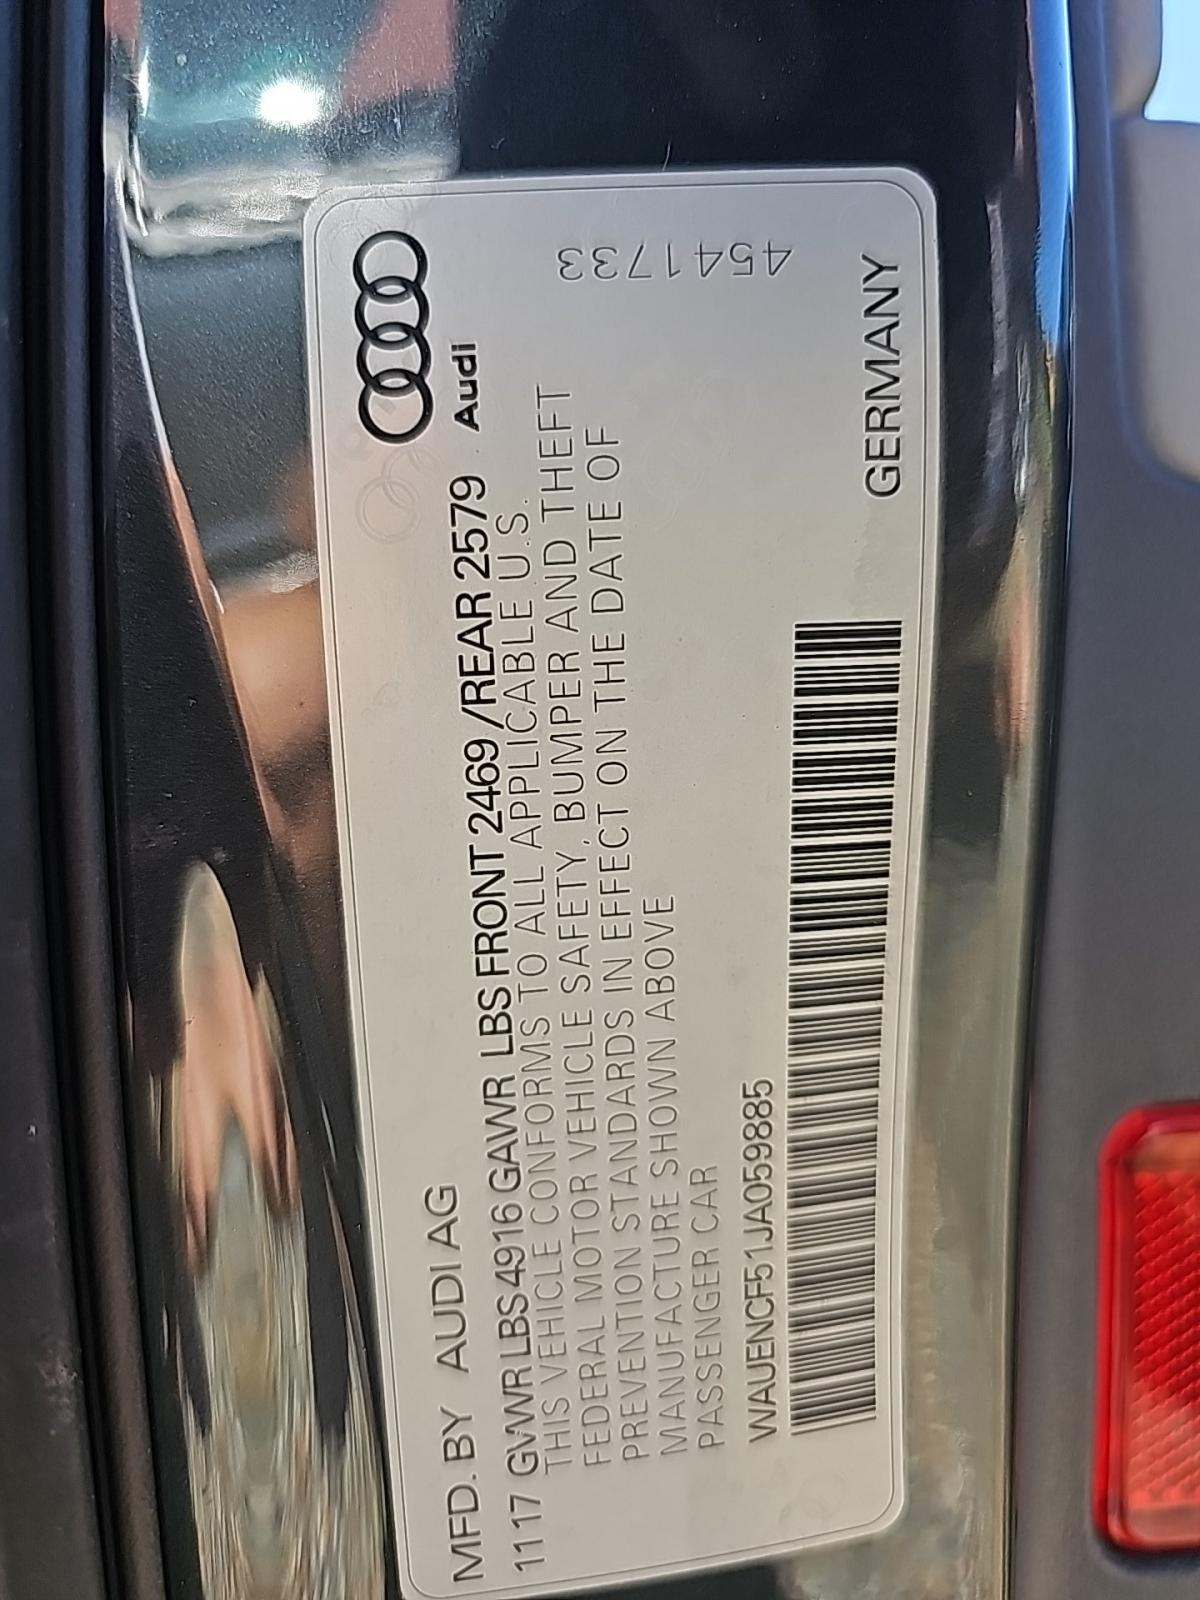 MFD. BY AUDI AG
Audi
11 17 GVWR LBS 4916 GAWR LBS FRONT 2469 /REAR 2579
THIS VEHICLE CONFORMS TO ALL APPLICABLE U.S.
FEDERAL MOTOR VEHICLE SAFETY, BUMPER AND THEFT
PREVENTION STANDARDS IN EFFECT ON THE DATE OF
MANUFACTURE SHOWN ABOVE
PASSENGER CAR
4541733
WAUENCF51JA059885
GERMANY